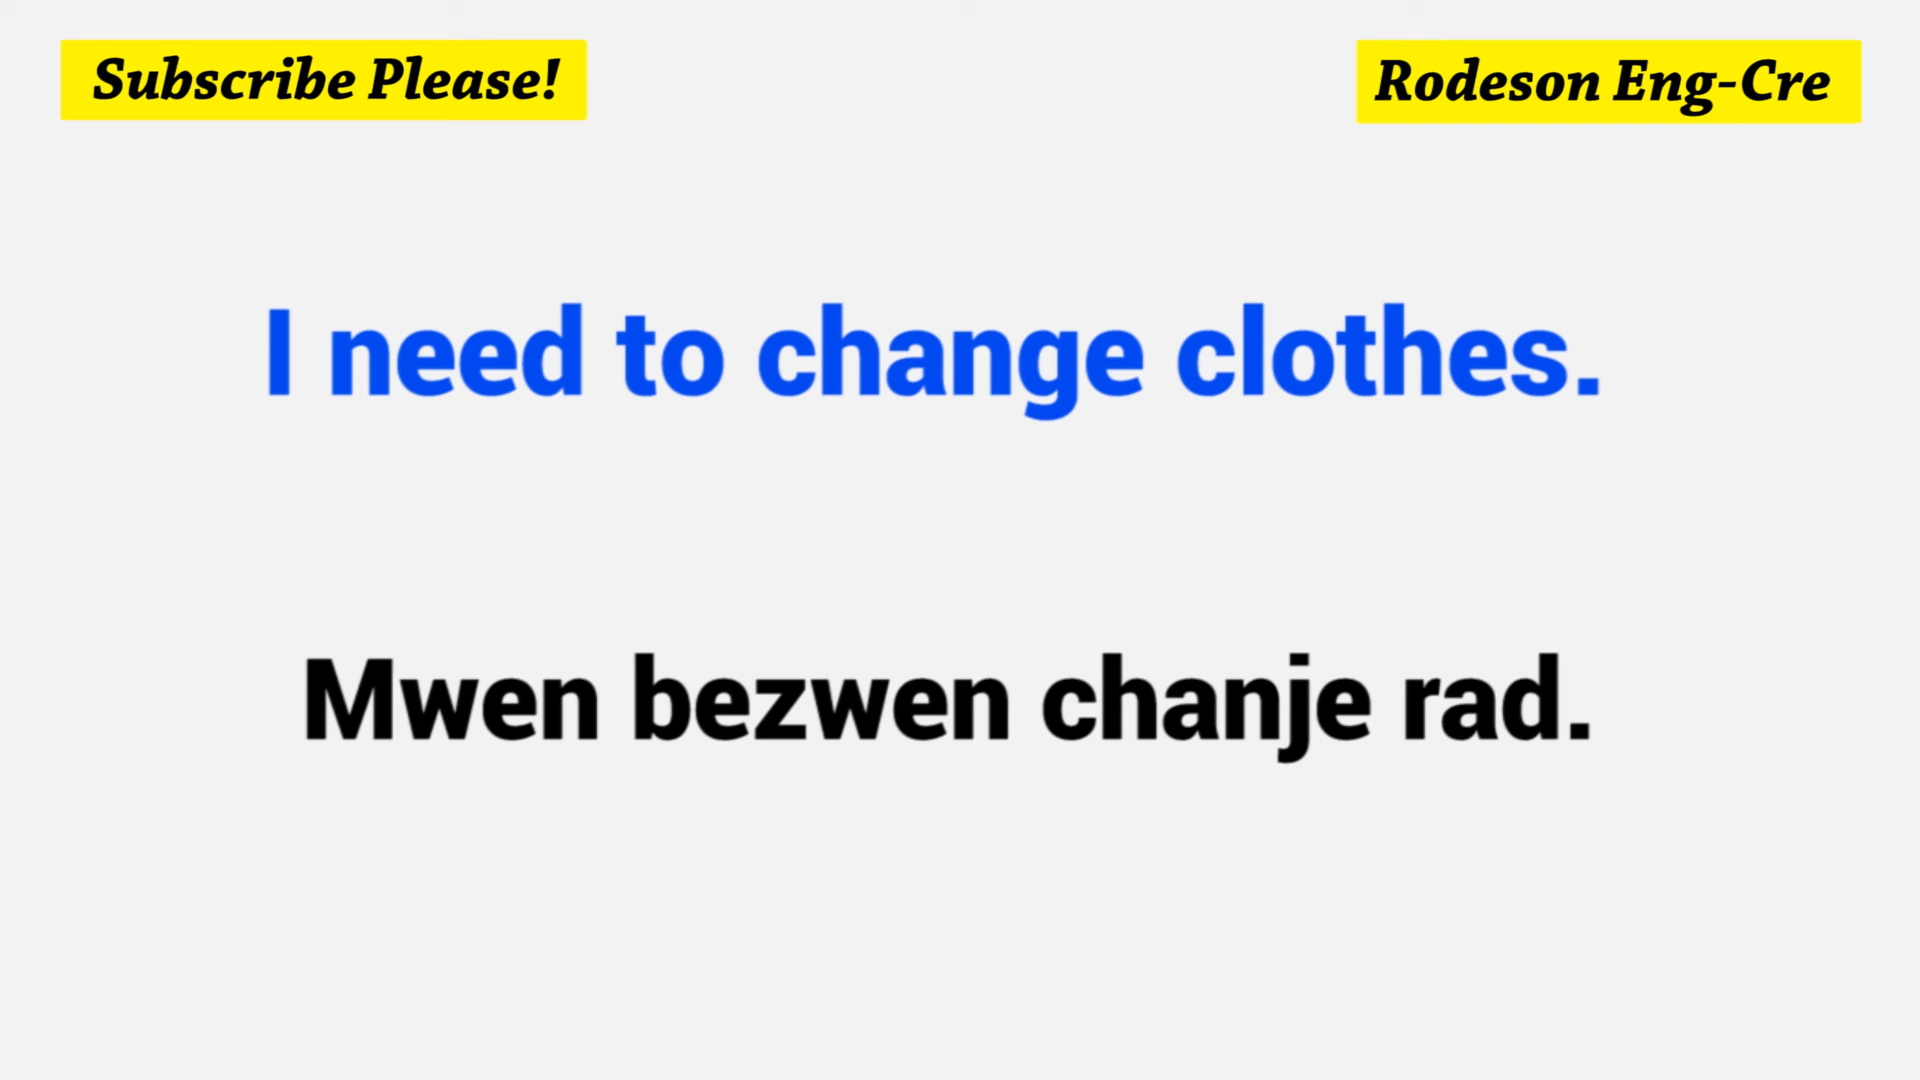 Subscribe Please!
Rodeson Eng-Cre
I need to change clothes.
Mwen bezwen chanje rad.